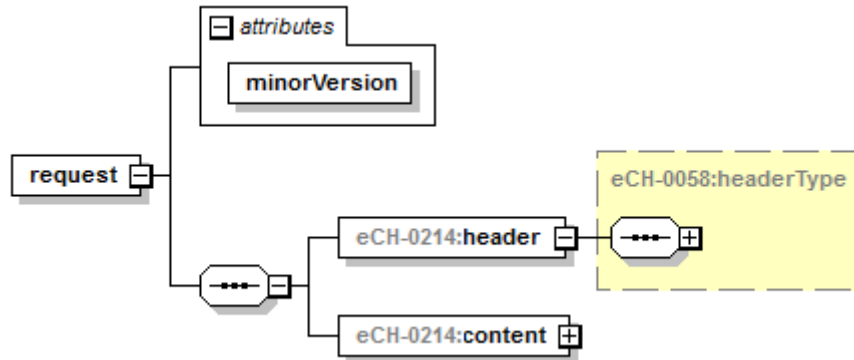 attributes
minorVersion
request
eCH-0058:headerType
eCH-0214:header
eCH-0214:content